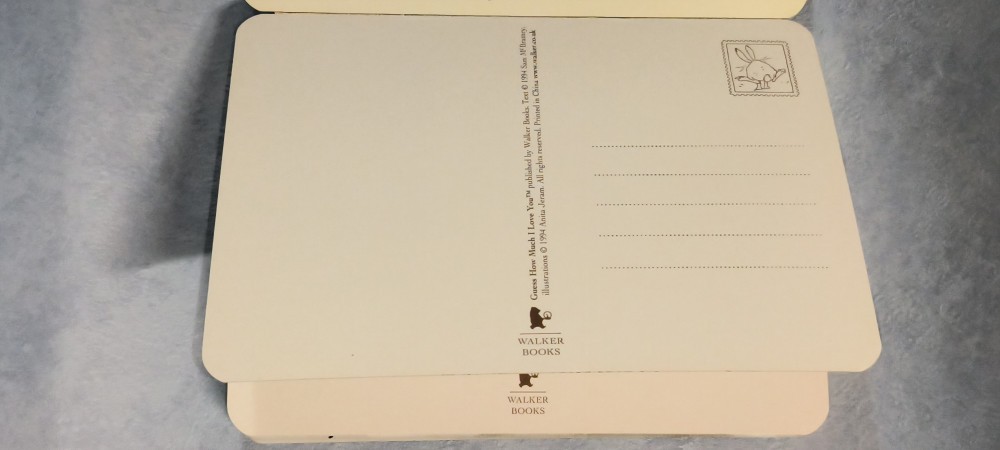 Guess How Much I Love You™ published by Walker Books. Text © 1994 Sam McBratney,
illustrations © 1994 Anita Jeram. All rights reserved. Printed in China www.walker.co.uk
WALKER
BOOKS
WALKER
BOOKS